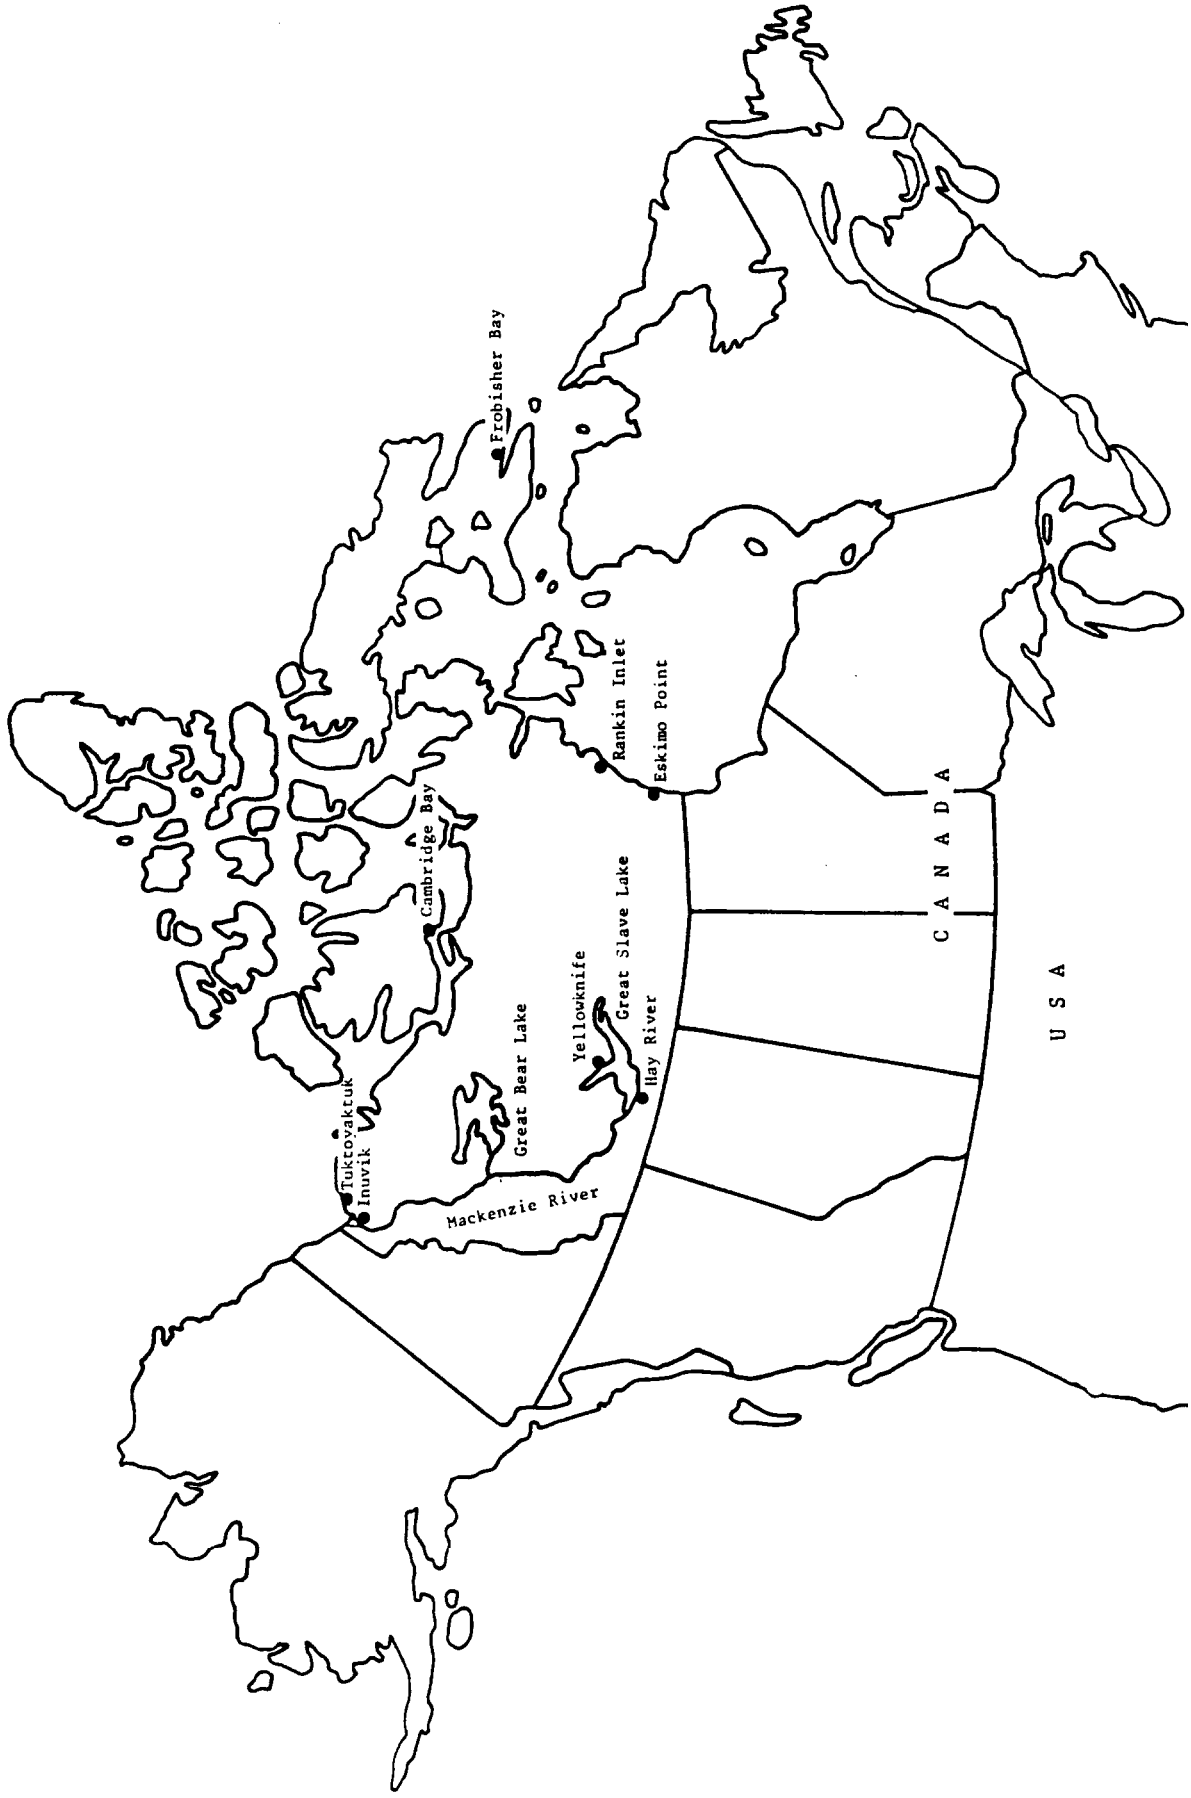 Frobisher Bay
Tuktoyaktuk
Inuvik
Cambridge Bay
Great Bear Lake
Mackenzie River
Yellowknife
Great Slave Lake
Hay River
Rankin Inlet
Eskimo Point
CANADA
USA